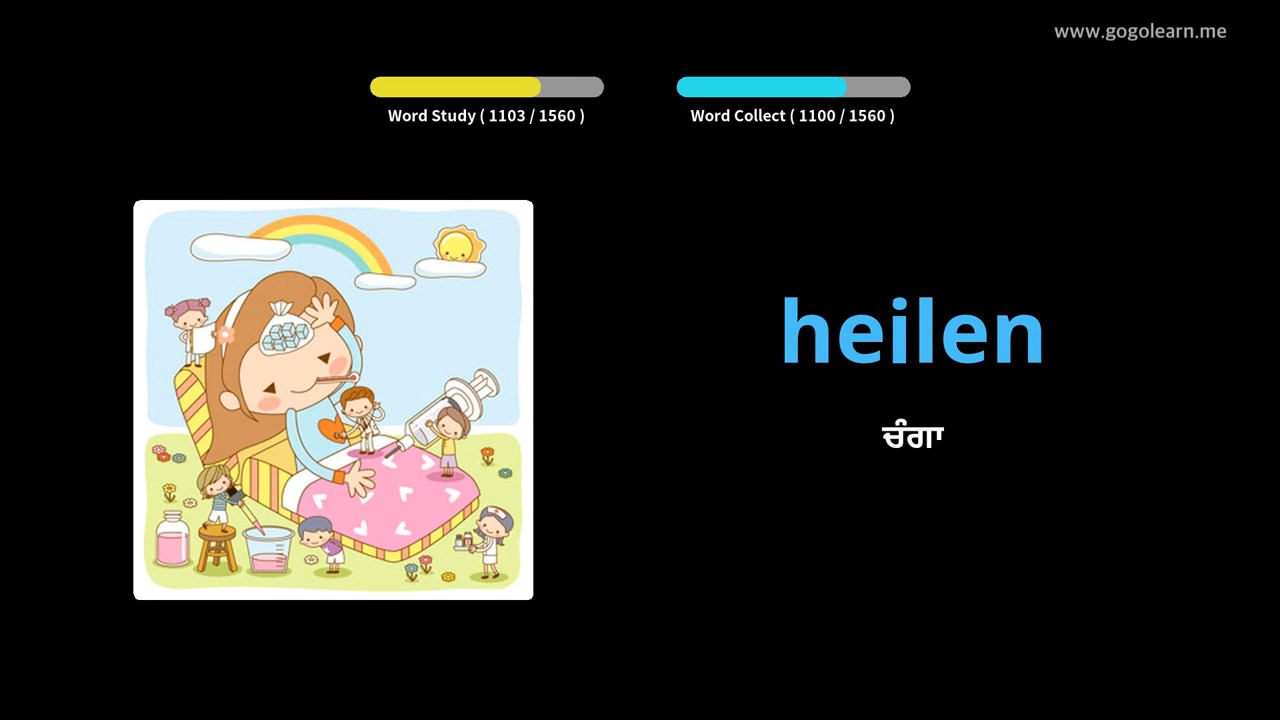 www.gogolearn.me
Word Study ( 1103 / 1560 )
Word Collect ( 1100 / 1560 )
heilen
ਚੰਗਾ